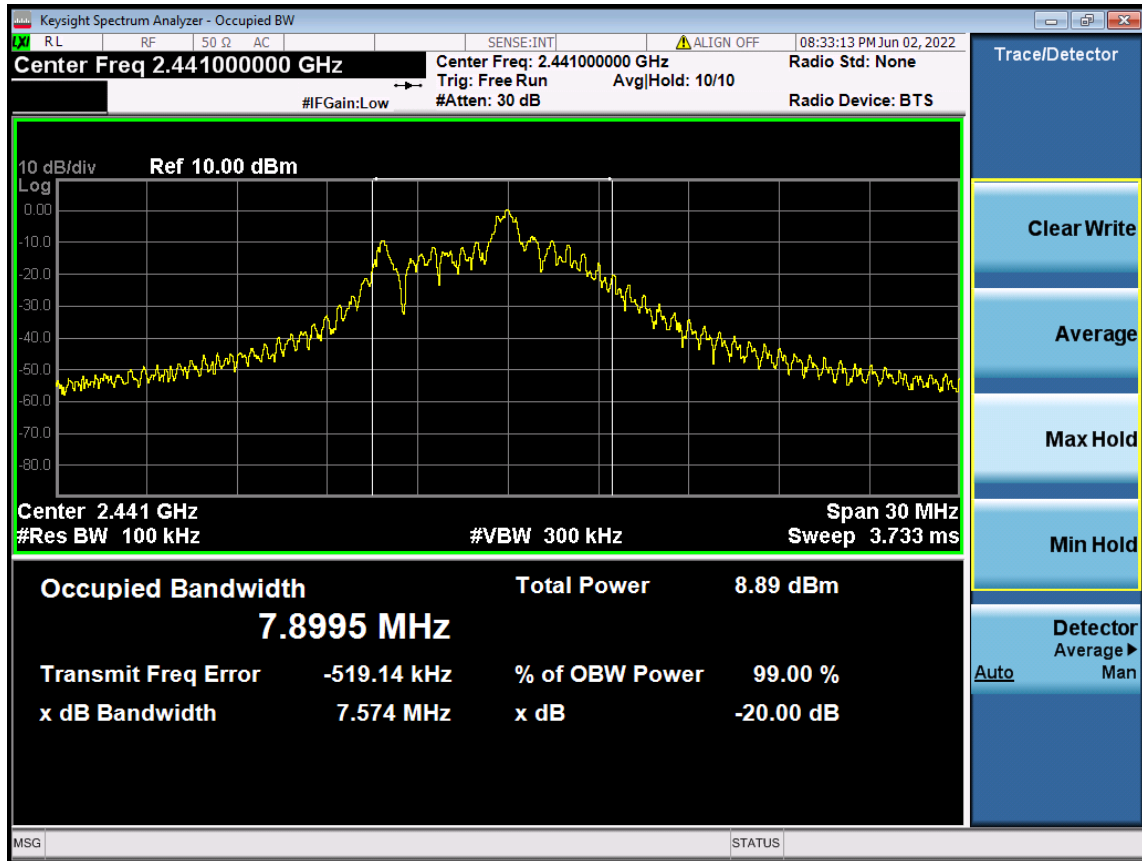 Keysight Spectrum Analyzer - Occupied BW
LXI RL RF 50 Ω AC SENSE:INT ALIGN OFF 08:33:13 PM Jun 02, 2022
Center Freq 2.441000000 GHz
Center Freq: 2.441000000 GHz Radio Std: None
Trig: Free Run Avg|Hold: 10/10
#IFGain:Low #Atten: 30 dB Radio Device: BTS
10 dB/div Ref 10.00 dBm
Log
0.00
-10.0
-20.0
-30.0
-40.0
-50.0
-60.0
-70.0
-80.0
Center 2.441 GHz Span 30 MHz
#Res BW 100 kHz #VBW 300 kHz Sweep 3.733 ms
Occupied Bandwidth Total Power 8.89 dBm
7.8995 MHz
Transmit Freq Error -519.14 kHz % of OBW Power 99.00 %
x dB Bandwidth 7.574 MHz x dB -20.00 dB
MSG STATUS
Trace/Detector
Clear Write
Average
Max Hold
Min Hold
Detector
Average▶
Auto Man